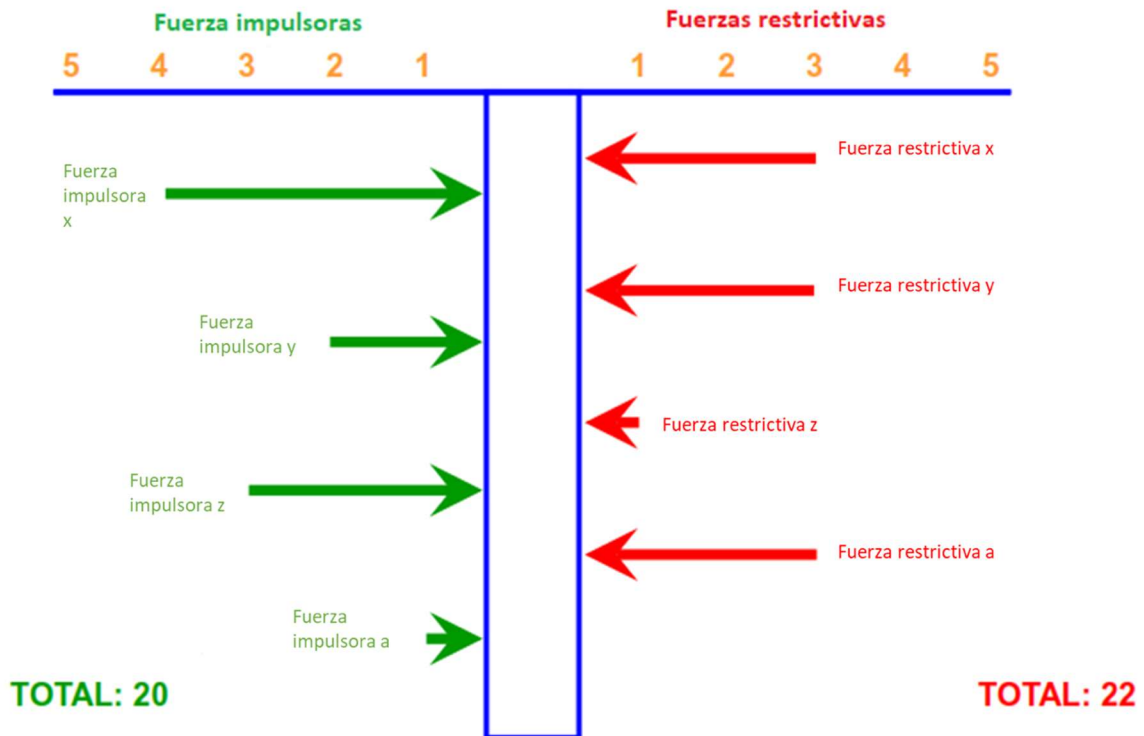 Fuerza impulsoras
Fuerzas restrictivas
5 4 3 2 1
1 2 3 4 5
Fuerza restrictiva x
Fuerza
impulsora
x
Fuerza restrictiva y
Fuerza
impulsora y
Fuerza restrictiva z
Fuerza
impulsora z
Fuerza restrictiva a
Fuerza
impulsora a
TOTAL: 20
TOTAL: 22